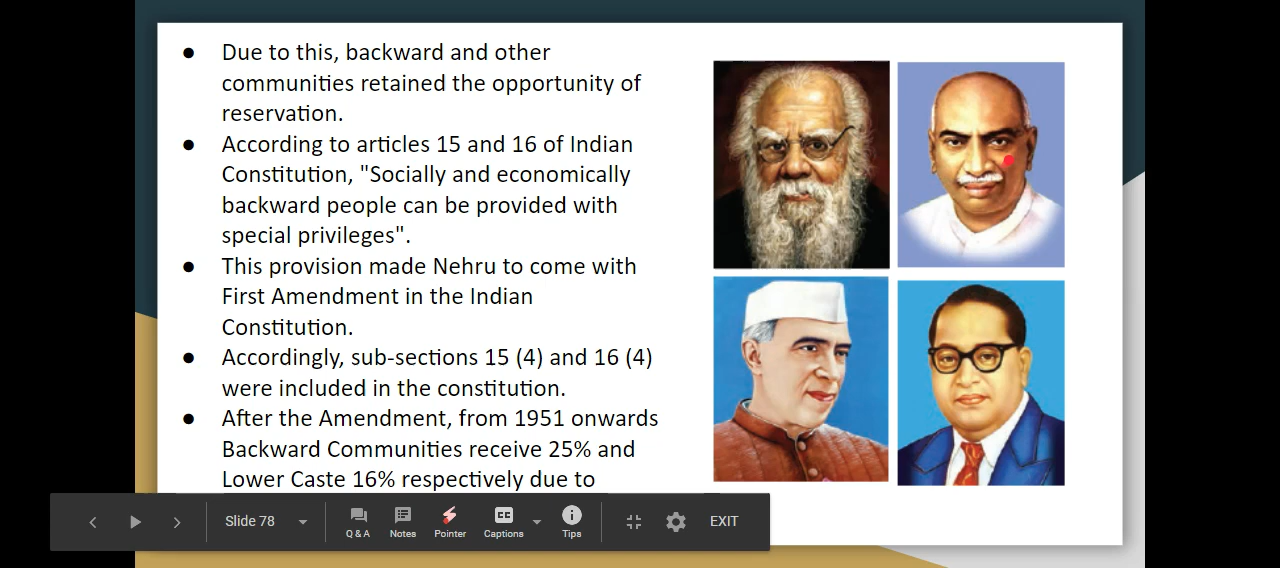 ● Due to this, backward and other
communities retained the opportunity of
reservation.
● According to articles 15 and 16 of Indian
Constitution, "Socially and economically
backward people can be provided with
special privileges".
● This provision made Nehru to come with
First Amendment in the Indian
Constitution.
● Accordingly, sub-sections 15 (4) and 16 (4)
were included in the constitution.
● After the Amendment, from 1951 onwards
Backward Communities receive 25% and
Lower Caste 16% respectively due to
Slide 78
Q & A
Notes
Pointer
CC
Captions
Tips
EXIT